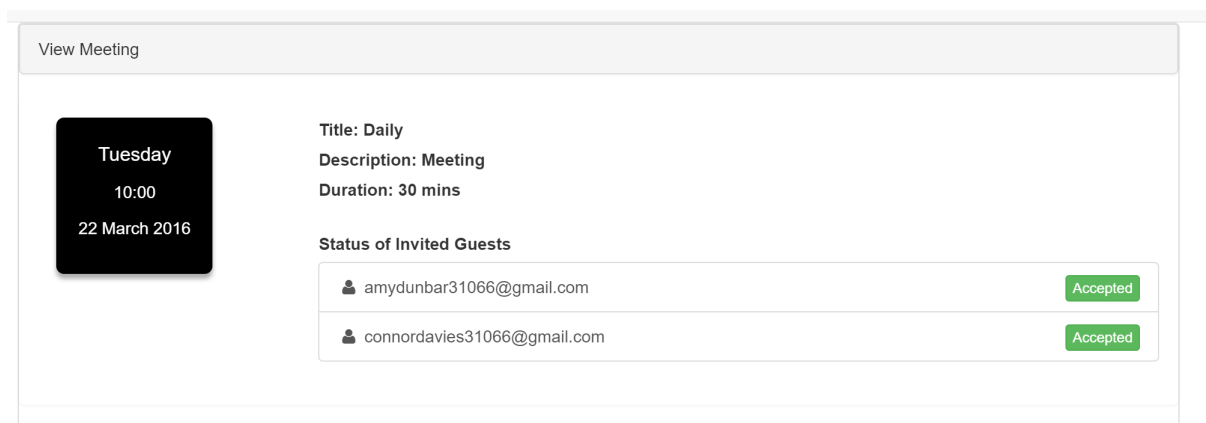 View Meeting
Tuesday
10:00
22 March 2016
Title: Daily
Description: Meeting
Duration: 30 mins
Status of Invited Guests
amydunbar31066@gmail.com Accepted
connordavies31066@gmail.com Accepted